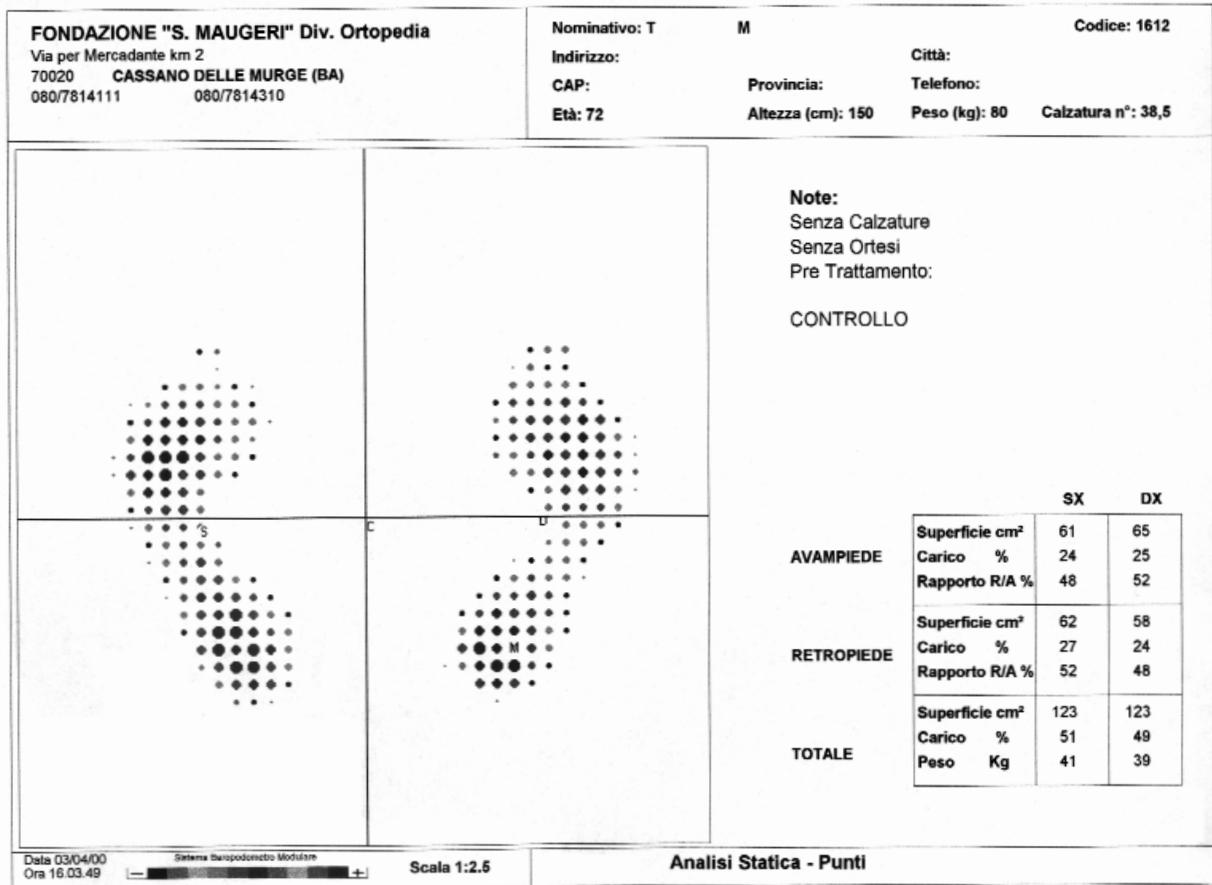 FONDAZIONE "S. MAUGERI" Div. Ortopedia
Via per Mercadante km 2
70020 CASSANO DELLE MURGE (BA)
080/7814111 080/7814310
Nominativo: T M Codice: 1612
Indirizzo: Città:
CAP: Provincia: Telefono:
Età: 72 Altezza (cm): 150 Peso (kg): 80 Calzatura n°: 38,5
Note:
Senza Calzature
Senza Ortesi
Pre Trattamento:
CONTROLLO
S C D
M
SX DX
AVAMPIEDE
Superficie cm² 61 65
Carico % 24 25
Rapporto R/A % 48 52
RETROPIEDE
Superficie cm² 62 58
Carico % 27 24
Rapporto R/A % 52 48
TOTALE
Superficie cm² 123 123
Carico % 51 49
Peso Kg 41 39
Data 03/04/00
Ora 16.03.49
Sistema Baropodometro Modulare
- +
Scala 1:2.5
Analisi Statica - Punti